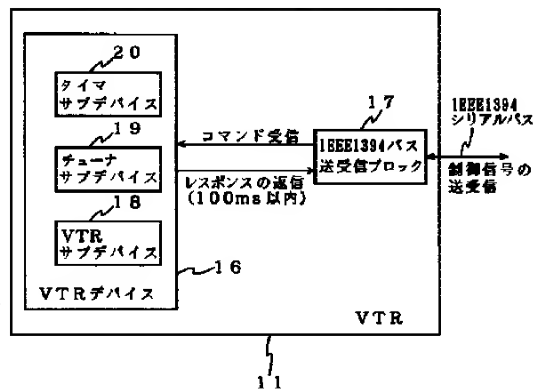 20
タイマ
サブデバイス
19
チューナ
サブデバイス
18
VTR
サブデバイス
16
VTRデバイス
コマンド受信
レスポンスの返信
(100ms以内)
17
IEEE1394バス
送受信ブロック
IEEE1394
シリアルバス
制御信号の
送受信
VTR
11